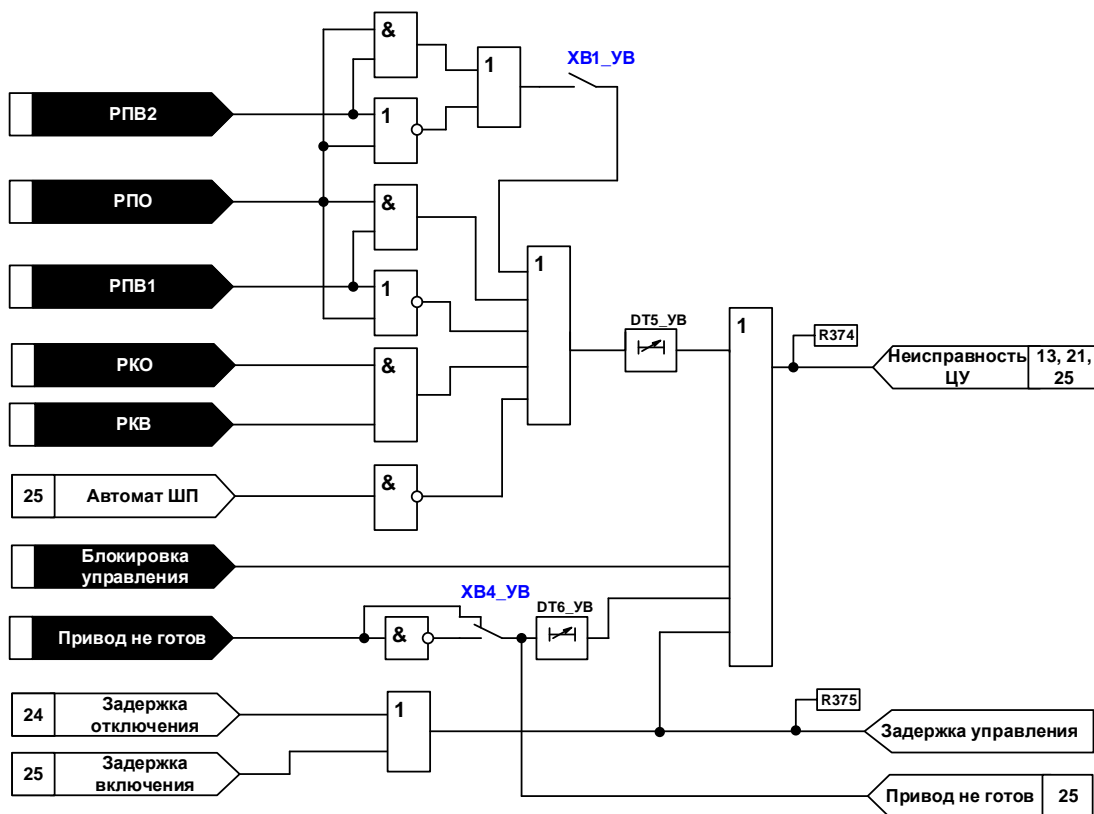 &
1
ХВ1_УВ
РПВ2
1
РПО
&
РПВ1
1
1
DT5_УВ
1
R374
Неисправность ЦУ
13, 21, 25
РКО
&
РКВ
25
Автомат ШП
&
Блокировка управления
ХВ4_УВ
DT6_УВ
Привод не готов
&
24
Задержка отключения
1
R375
Задержка управления
25
Задержка включения
Привод не готов
25